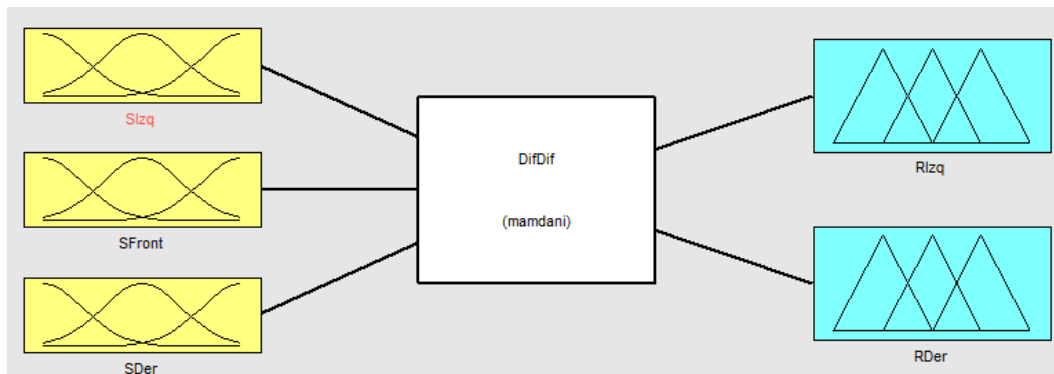 SIzq
SFront
SDer
DifDif
(mamdani)
RIzq
RDer